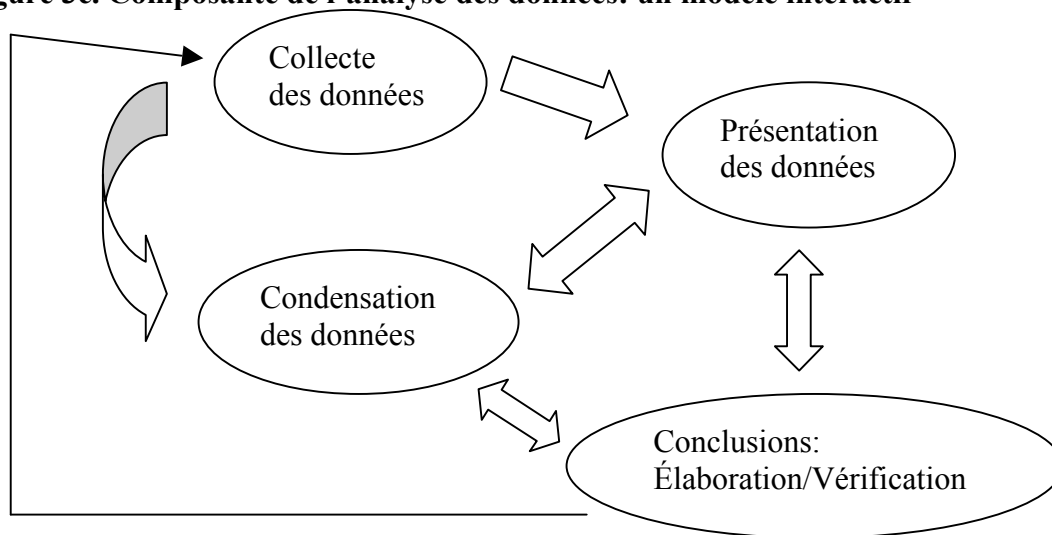 gure 3c. Composante de l'analyse des données: un modèle interactif
Collecte
des données
Présentation
des données
Condensation
des données
Conclusions:
Élaboration/Vérification